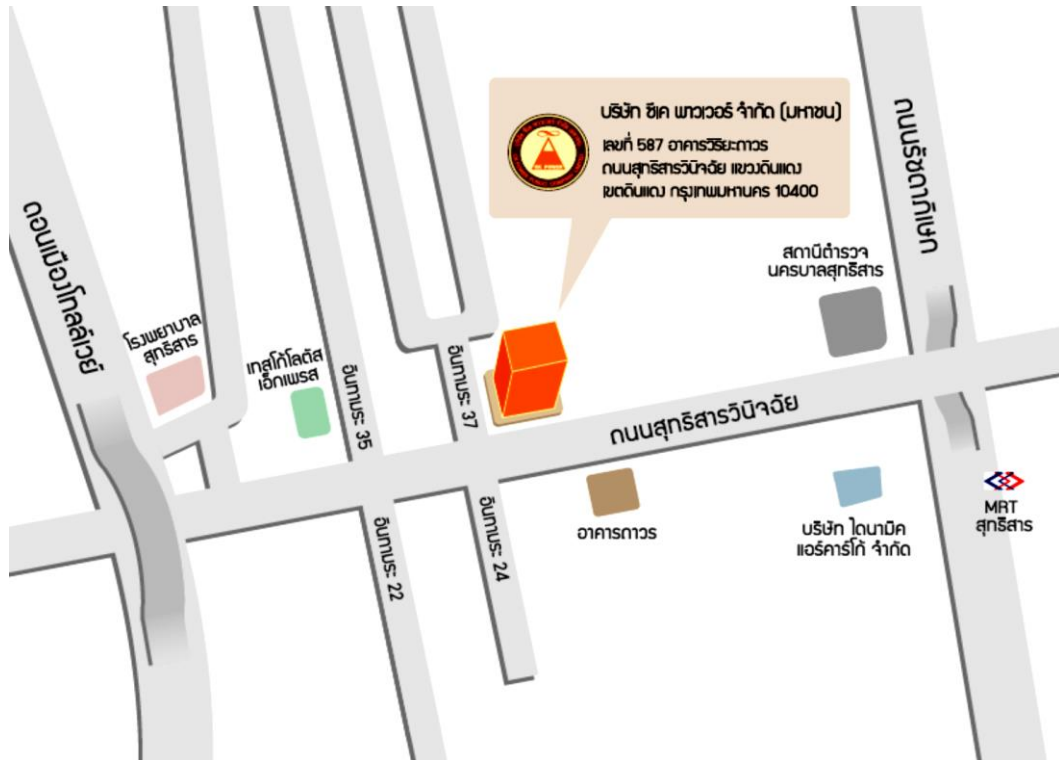 บริษัท ซีเค พาวเวอร์ จำกัด (มหาชน)
เลขที่ 587 อาคารวิริยะถาวร
ถนนสุทธิสารวินิจฉัย แขวงดินแดง
เขตดินแดง กรุงเทพมหานคร 10400
ถนนรัชดาภิเษก
ดอนเมืองโทลล์เวย์
สถานีตำรวจ
นครบาลสุทธิสาร
โรงพยาบาล
สุทธิสาร
เทสโก้โลตัส
เอ็กเพรส
อินทามระ 35
อินทามระ 37
ถนนสุทธิสารวินิจฉัย
อินทามระ 22
อินทามระ 24
อาคารถาวร
บริษัท ไดนามิค
แอร์คาร์โก้ จำกัด
MRT
สุทธิสาร